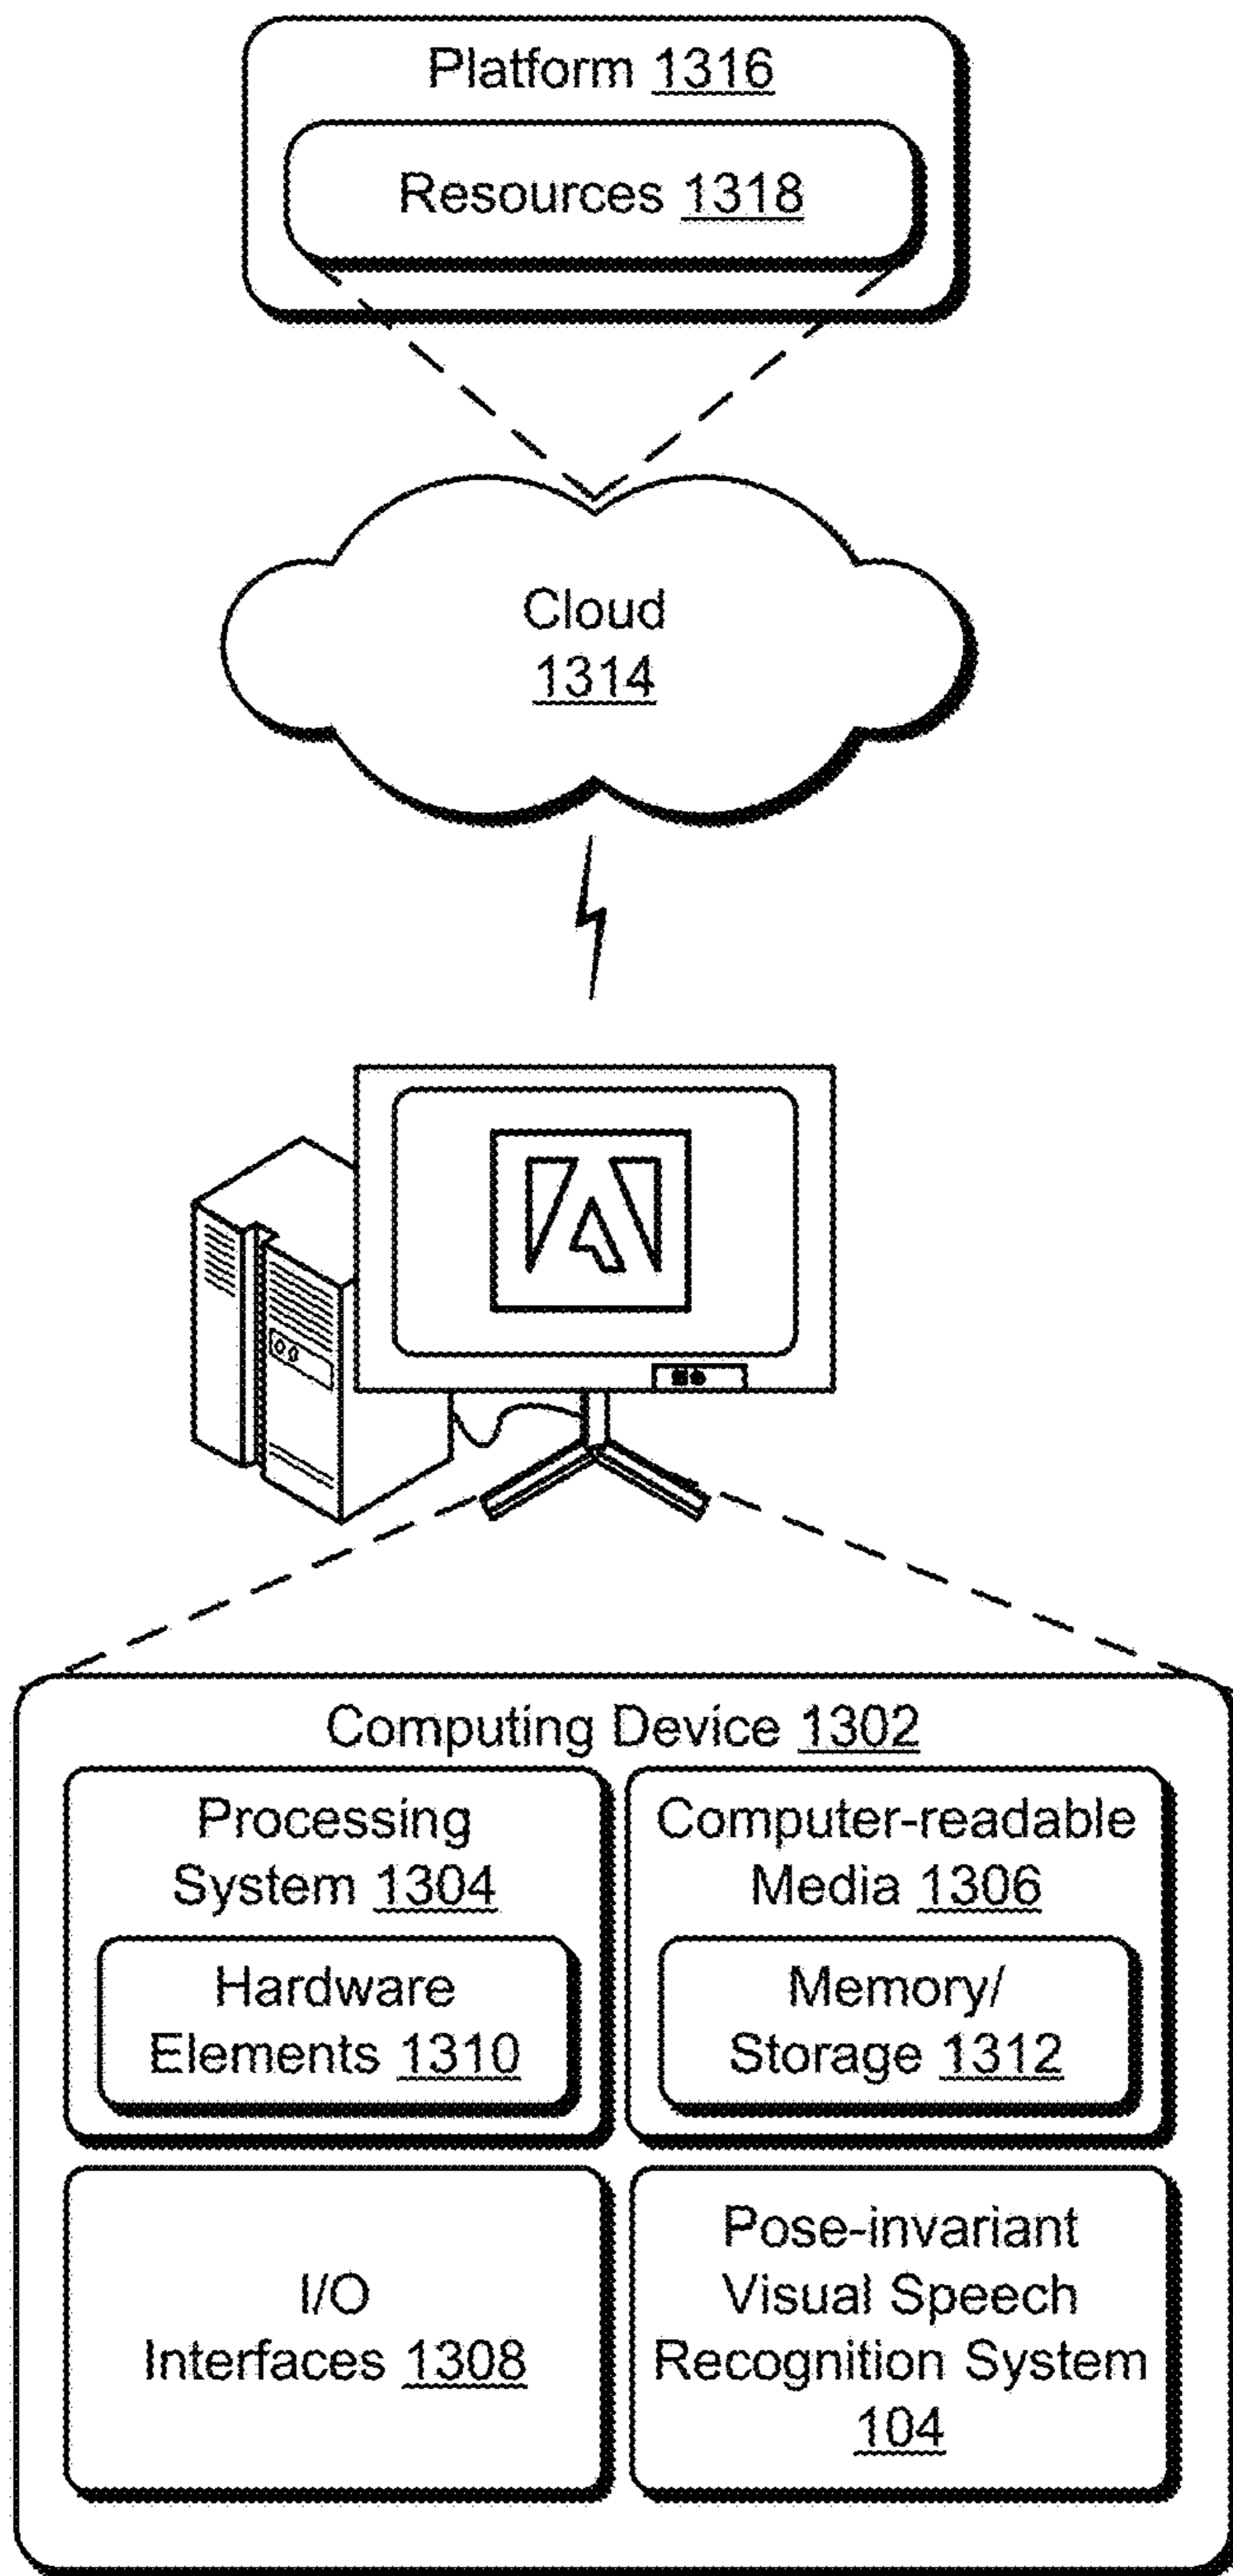 Platform 1316
Resources 1318
Cloud
1314
Computing Device 1302
Processing
System 1304
Hardware
Elements 1310
Computer-readable
Media 1306
Memory/
Storage 1312
I/O
Interfaces 1308
Pose-invariant
Visual Speech
Recognition System
104